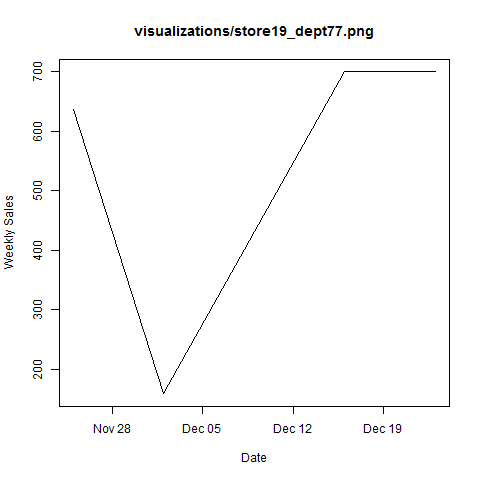 visualizations/store19_dept77.png
Weekly Sales
700
600
500
400
300
200
Nov 28
Dec 05
Dec 12
Dec 19
Date